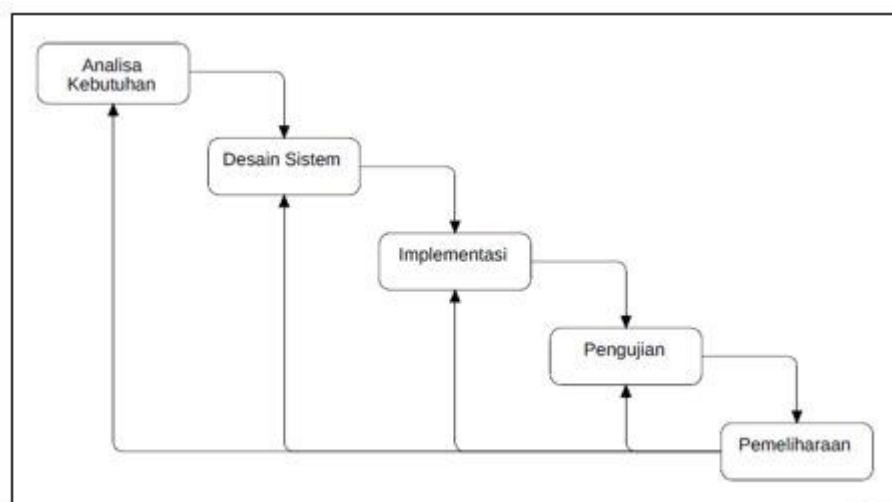 Analisa
Kebutuhan
Desain Sistem
Implementasi
Pengujian
Pemeliharaan